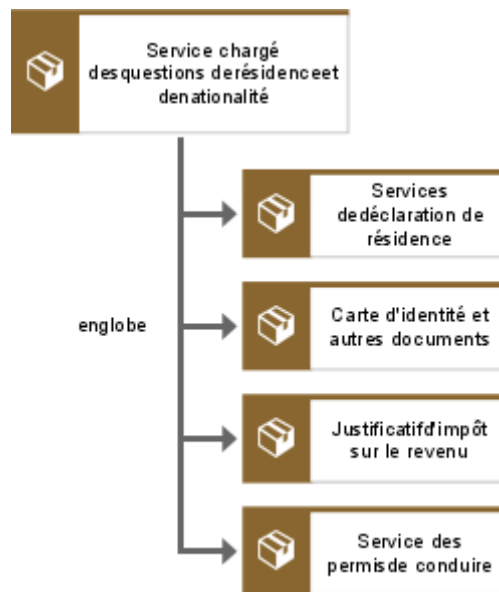 Service chargé
desquestions derésidenceet
denationalité
Services
dedéclaration de
résidence
englobe
Carte d'identité et
autres documents
Justificatifd'impôt
sur le revenu
Service des
permisde conduire